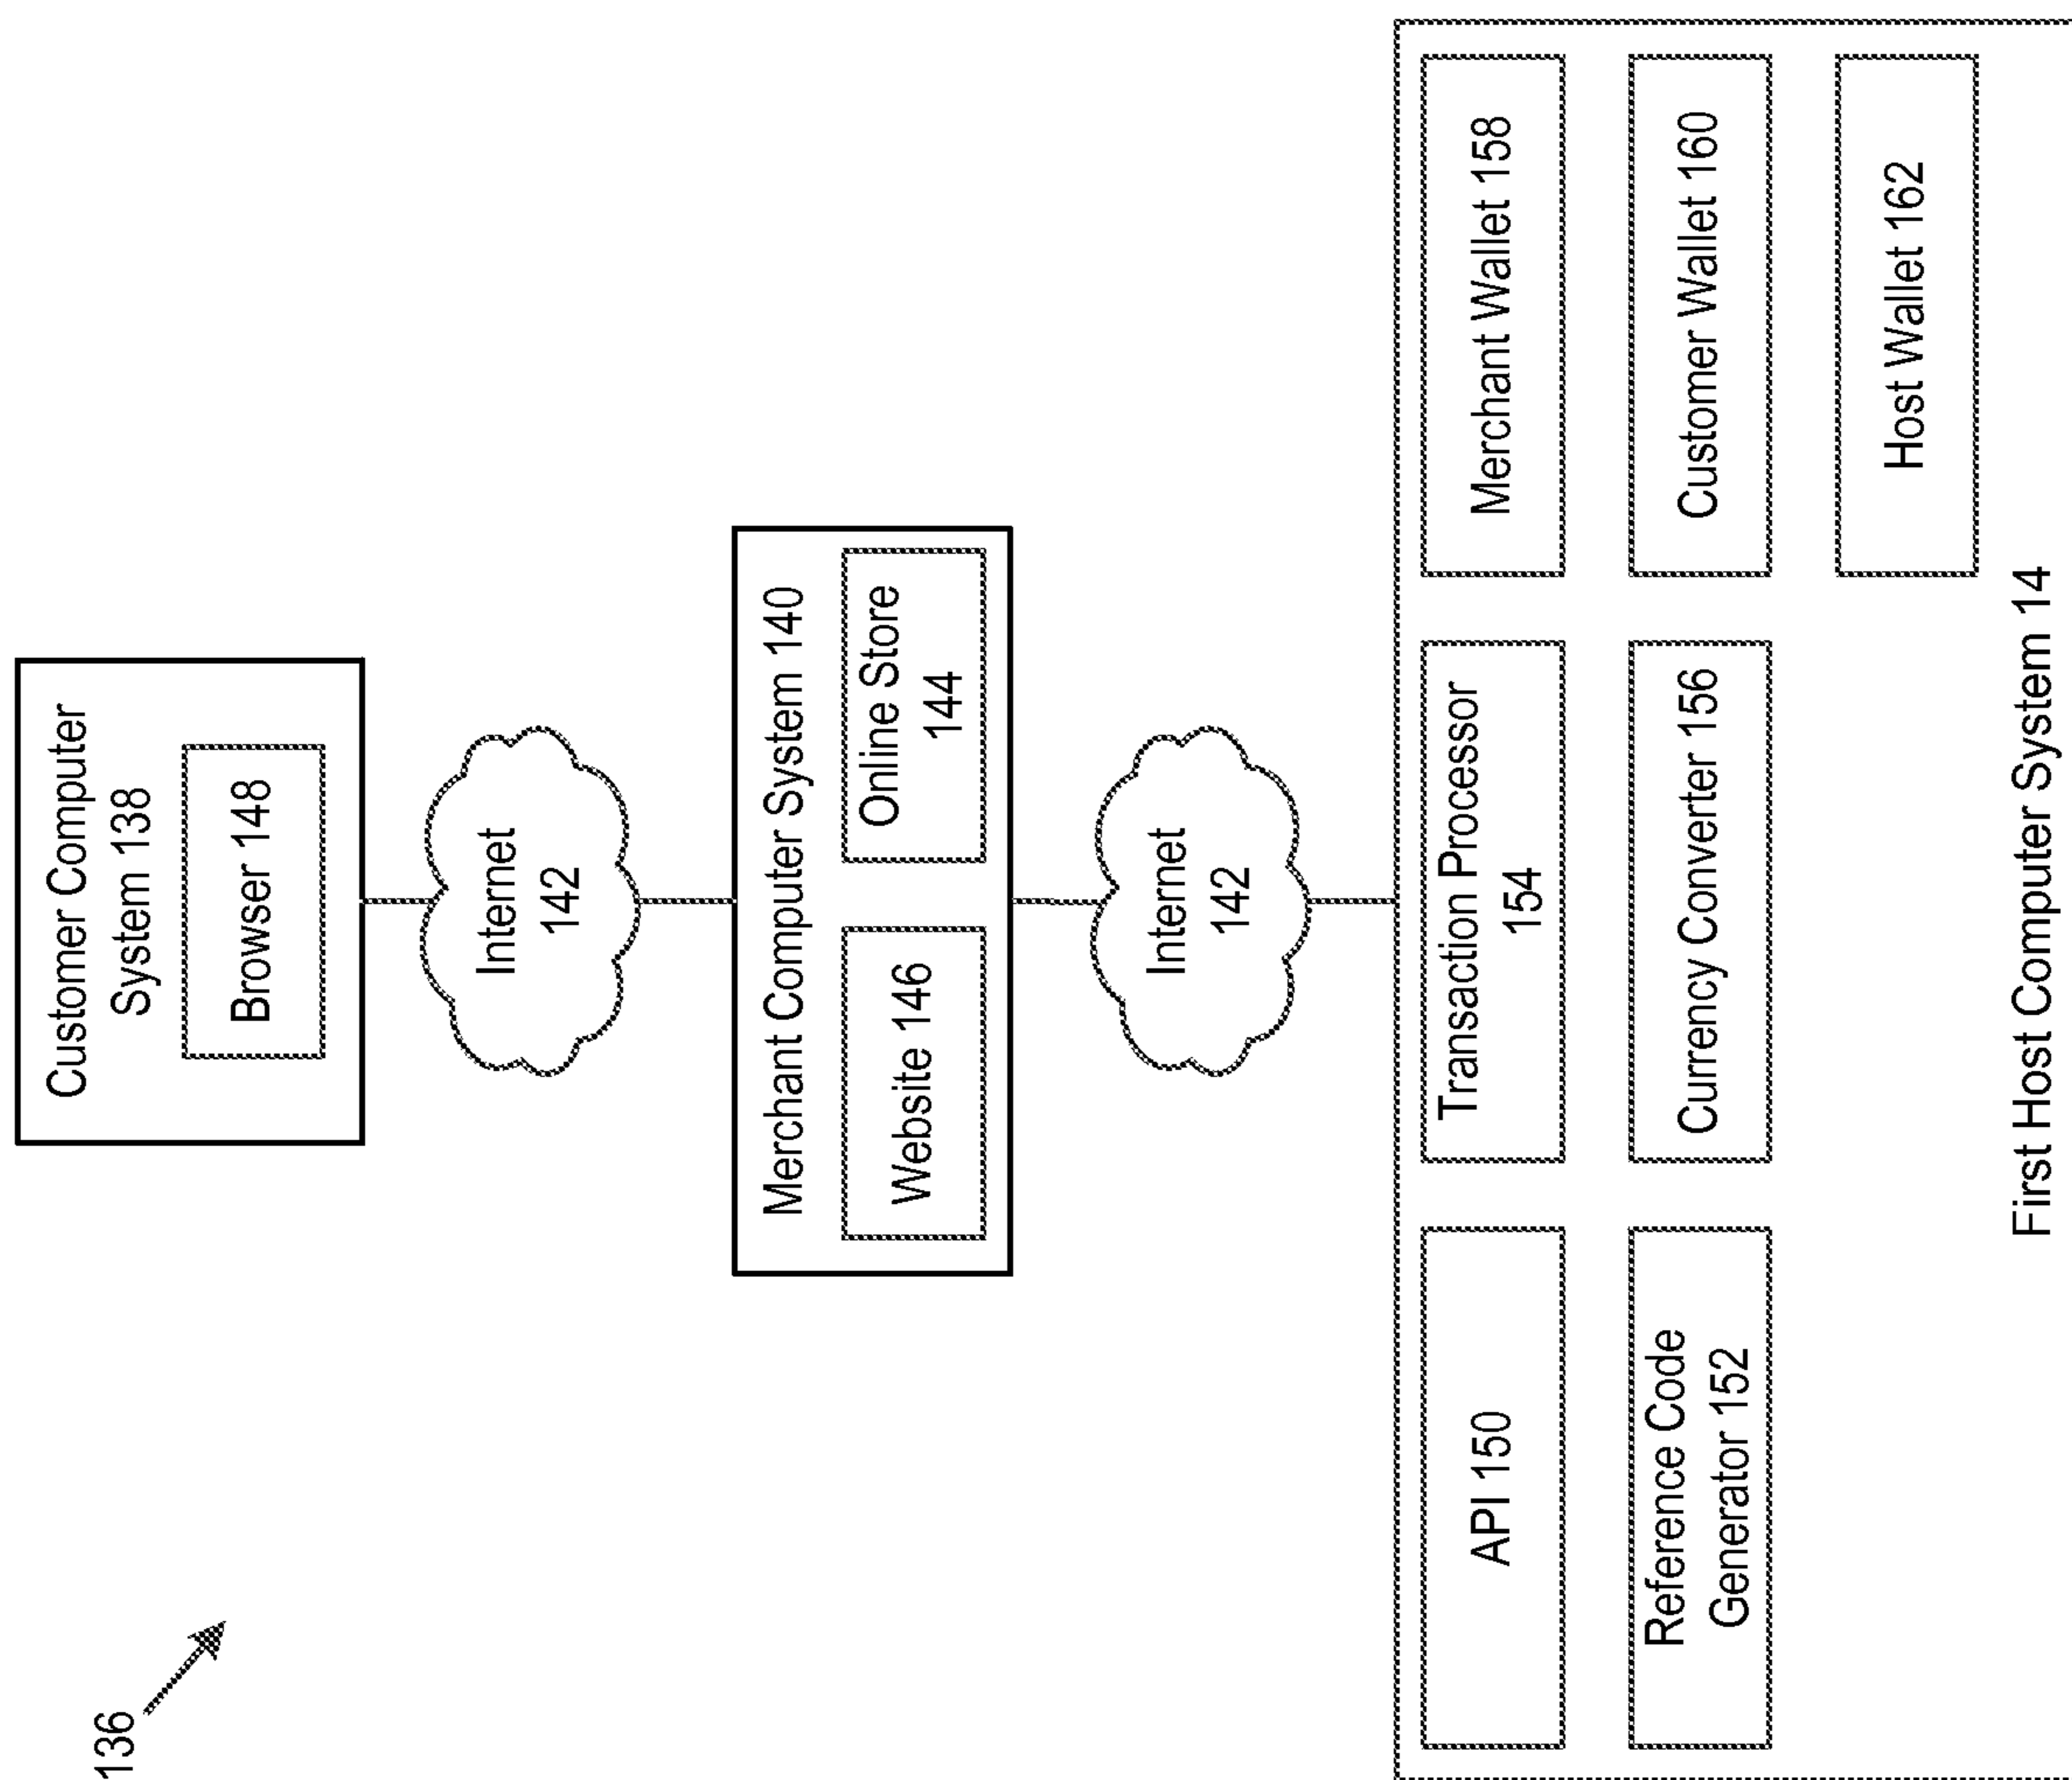 136
Customer Computer
System 138
Browser 148
Internet
142
Merchant Computer System 140
Website 146
Online Store
144
Internet
142
API 150
Transaction Processor
154
Merchant Wallet 158
Reference Code
Generator 152
Currency Converter 156
Customer Wallet 160
Host Wallet 162
First Host Computer System 14